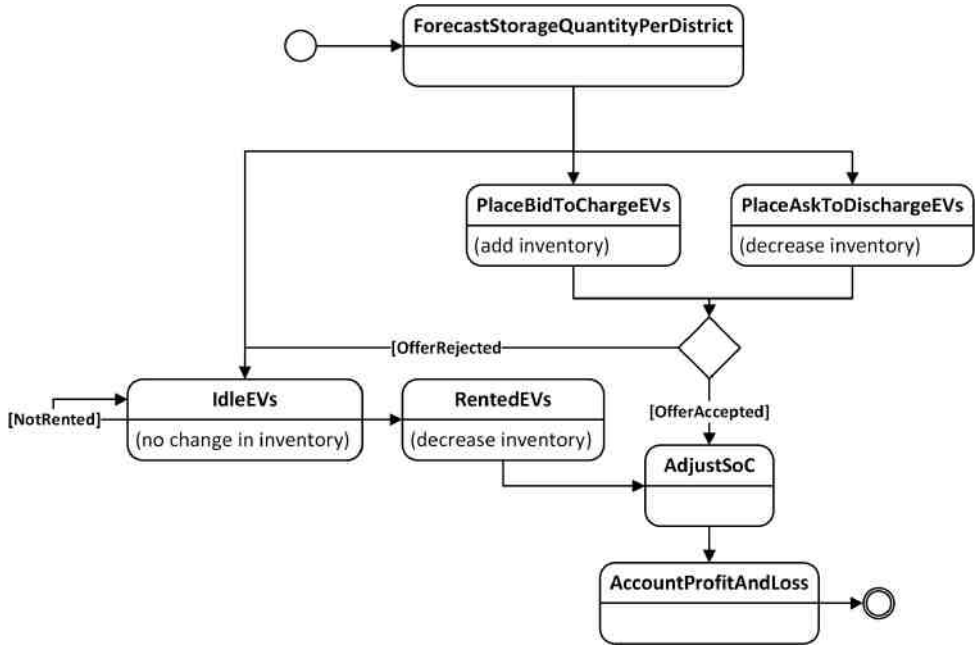 ForecastStorageQuantityPerDistrict
PlaceBidToChargeEVs
(add inventory)
PlaceAskToDischargeEVs
(decrease inventory)
[OfferRejected
IdleEVs
(no change in inventory)
[NotRented]
RentedEVs
(decrease inventory)
[OfferAccepted]
AdjustSoC
AccountProfitAndLoss